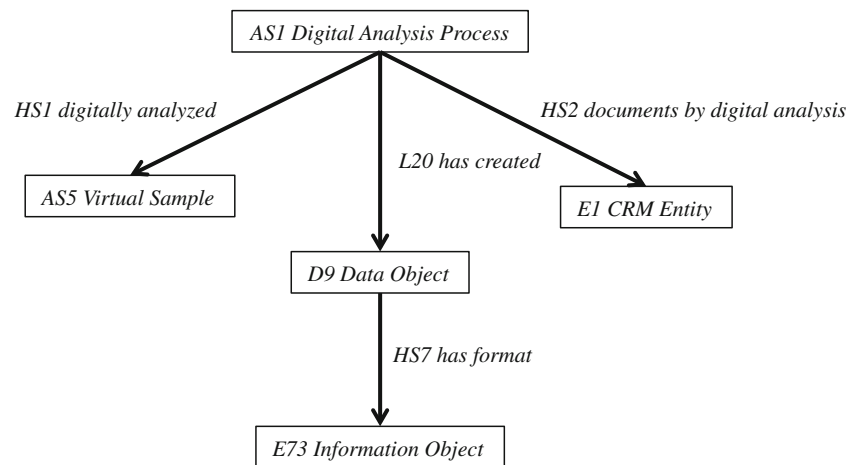 AS1 Digital Analysis Process
HS1 digitally analyzed
HS2 documents by digital analysis
L20 has created
AS5 Virtual Sample
E1 CRM Entity
D9 Data Object
HS7 has format
E73 Information Object